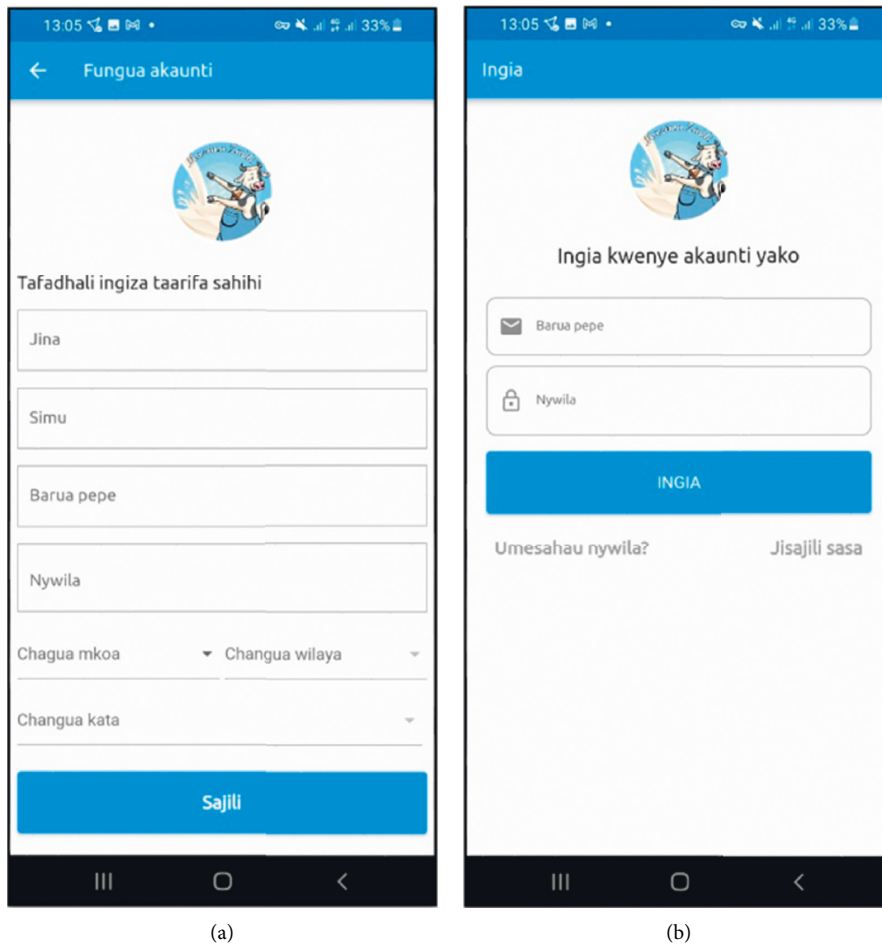 13:05
33%
Fungua akaunti
Tafadhali ingiza taarifa sahihi
Jina
Simu
Barua pepe
Nywila
Chagua mkoa
Changua wilaya
Changua kata
Sajili
(a)
13:05
33%
Ingia
Ingia kwenye akaunti yako
Barua pepe
Nywila
INGIA
Umesahau nywila?
Jisajili sasa
(b)